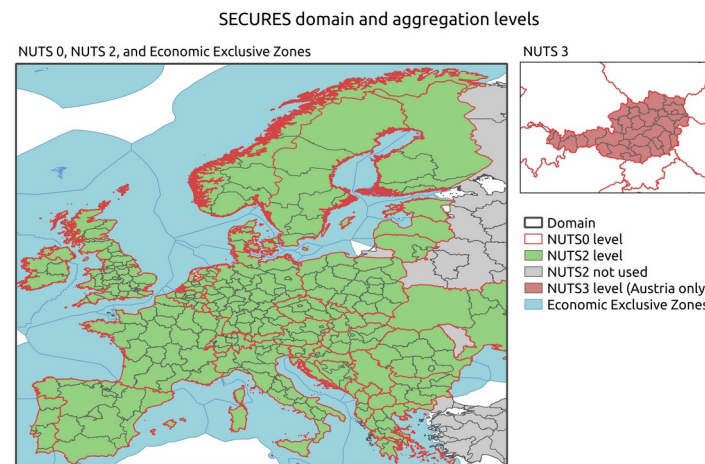 SECURES domain and aggregation levels
NUTS 0, NUTS 2, and Economic Exclusive Zones
NUTS 3
Domain
NUTS0 level
NUTS2 level
NUTS2 not used
NUTS3 level (Austria only
Economic Exclusive Zones